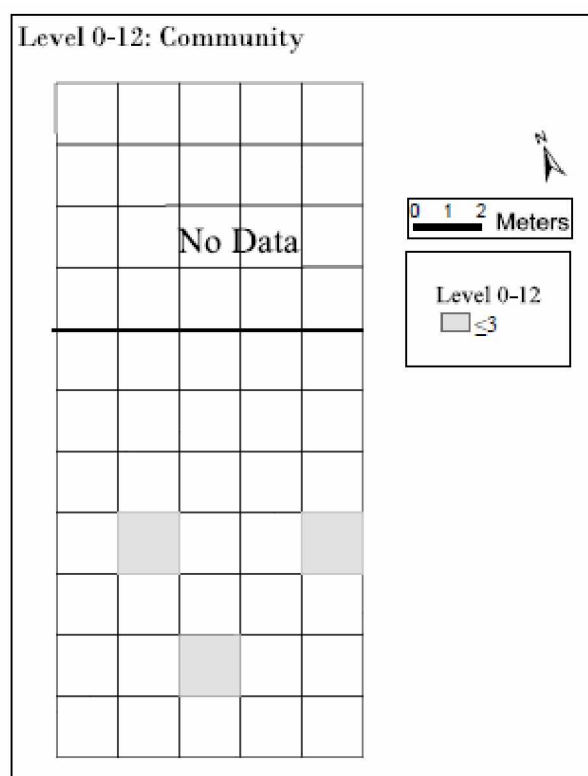 Level 0-12: Community
N
0 1 2 Meters
No Data
Level 0-12
≤3